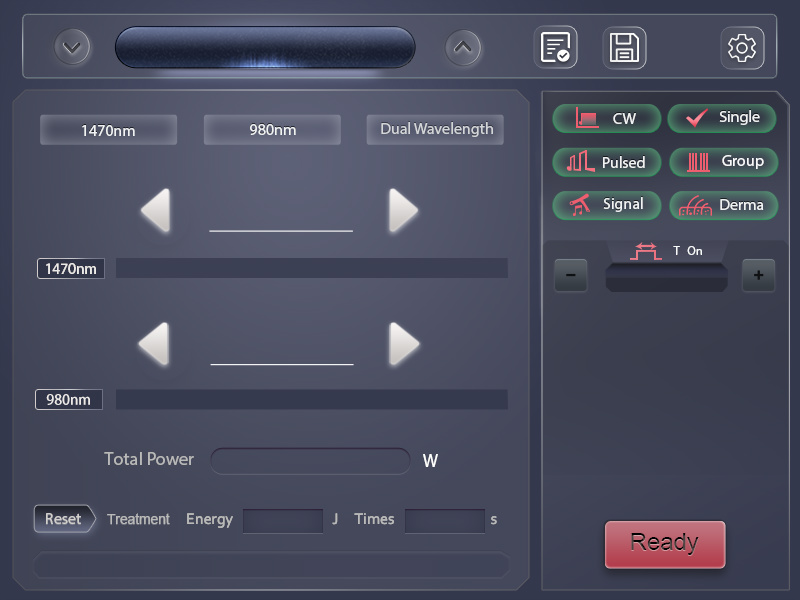 1470nm 980nm Dual Wavelength
CW Single
Pulsed Group
Signal Derma
T On
- +
1470nm
980nm
Total Power W
Reset Treatment Energy J Times s
Ready